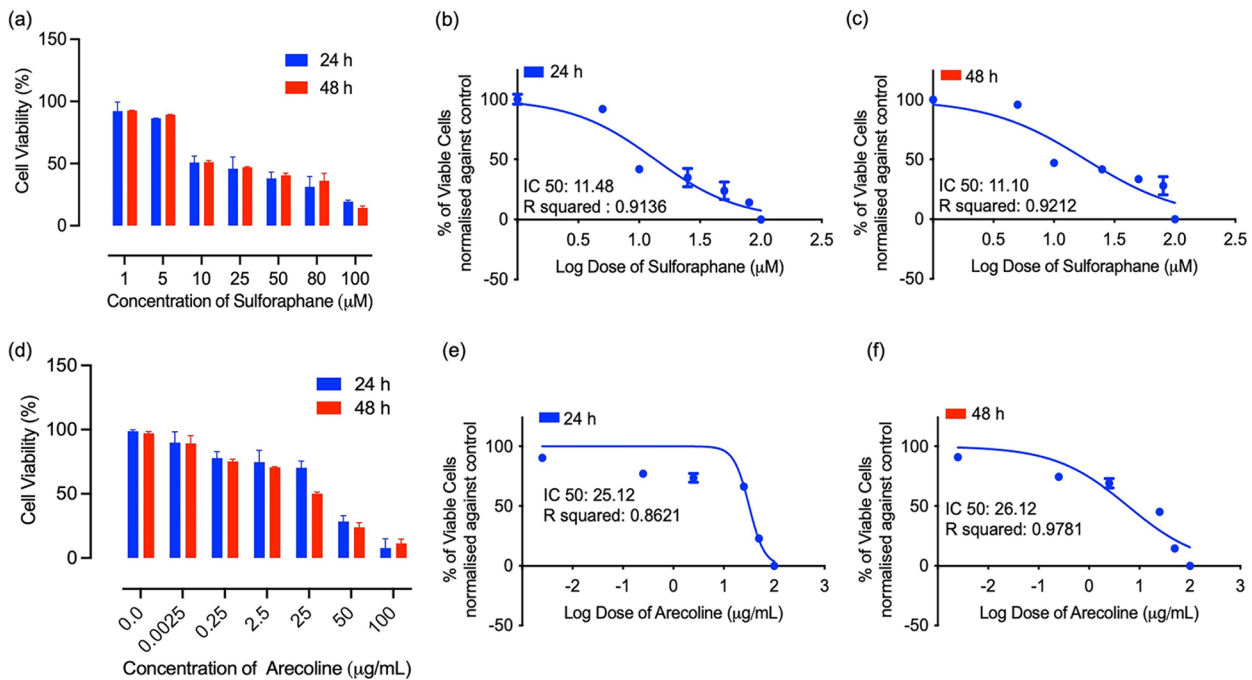 (a)
150
100
50
0
Cell Viability (%)
24 h
48 h
1 5 10 25 50 80 100
Concentration of Sulforaphane (μM)
(b)
24 h
% of Viable Cells
normalised against control
100
50
0
-50
IC 50: 11.48
R squared : 0.9136
0.5 1.0 1.5 2.0 2.5
Log Dose of Sulforaphane (μM)
(c)
48 h
% of Viable Cells
normalised against control
100
50
0
-50
IC 50: 11.10
R squared: 0.9212
0.5 1.0 1.5 2.0 2.5
Log Dose of Sulforaphane (μM)
(d)
150
100
50
0
Cell Viability (%)
24 h
48 h
0.0 0.0025 0.25 2.5 25 50 100
Concentration of Arecoline (μg/mL)
(e)
24 h
% of Viable Cells
normalised against control
150
100
50
0
-50
IC 50: 25.12
R squared: 0.8621
-2 -1 0 1 2 3
Log Dose of Arecoline (μg/mL)
(f)
48 h
% of Viable Cells
normalised against control
150
100
50
0
-50
IC 50: 26.12
R squared: 0.9781
-2 -1 0 1 2 3
Log Dose of Arecoline (μg/mL)